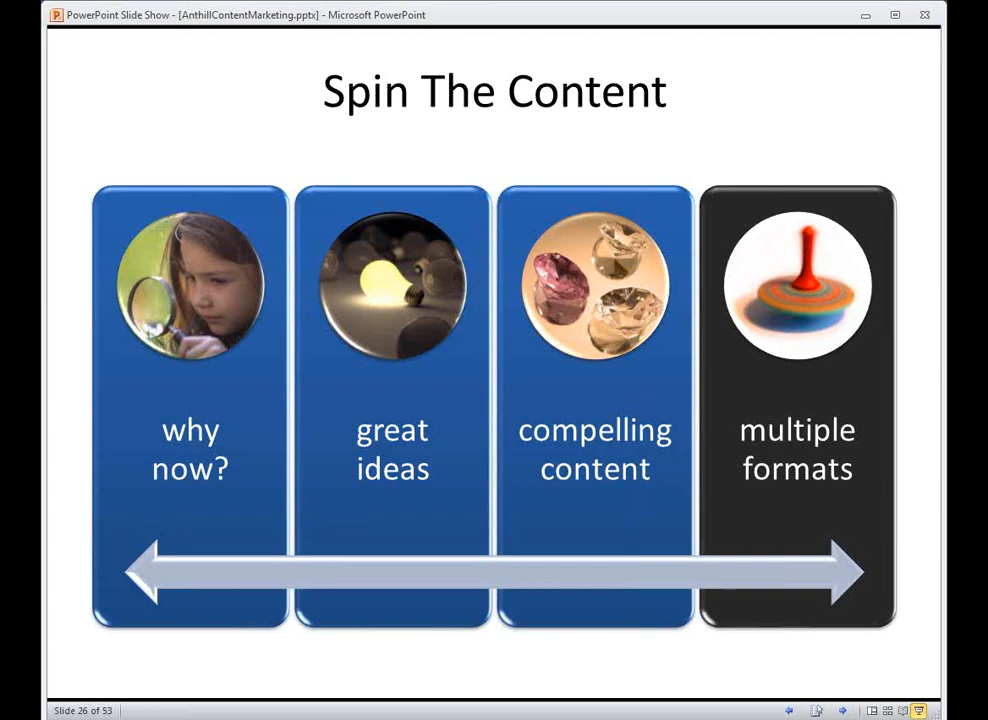 PowerPoint Slide Show - [AnthillContentMarketing.pptx] - Microsoft PowerPoint
Spin The Content
why
now?
great
ideas
compelling
content
multiple
formats
Slide 26 of 53